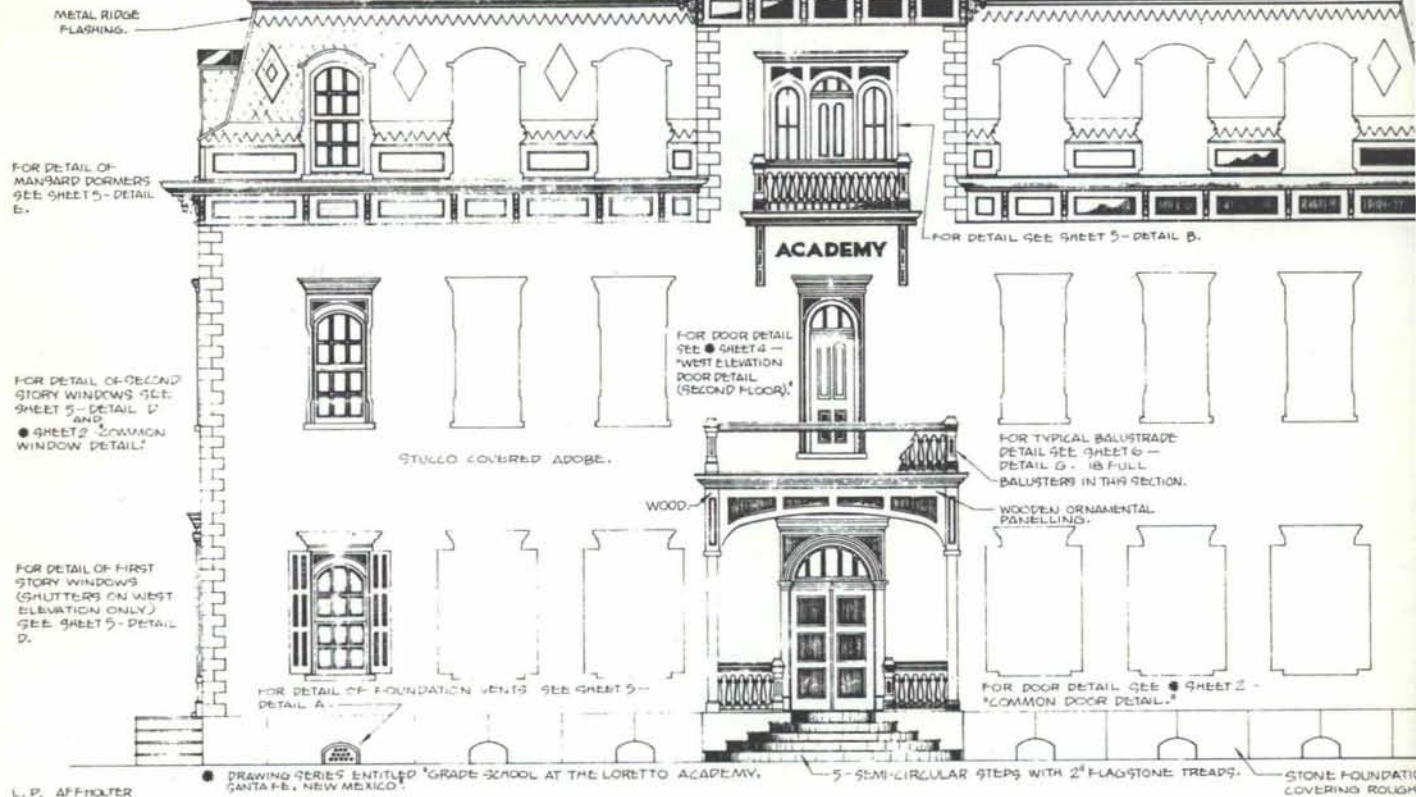 METAL RIDGE
FLASHING.
FOR DETAIL OF
MANSARD DORMERS
SEE SHEET 5 - DETAIL
E.
FOR DETAIL SEE SHEET 5 - DETAIL B.
ACADEMY
FOR DOOR DETAIL
SEE ● SHEET 4 —
"WEST ELEVATION
DOOR DETAIL
(SECOND FLOOR)."
FOR DETAIL OF SECOND
STORY WINDOWS SEE
SHEET 5 - DETAIL D
AND
● SHEET 2 "COMMON
WINDOW DETAIL."
STUCCO COVERED ADOBE.
FOR TYPICAL BALUSTRADE
DETAIL SEE SHEET 6 —
DETAIL G. 18 FULL
BALUSTERS IN THIS SECTION.
WOOD.
WOODEN ORNAMENTAL
PANELLING.
FOR DETAIL OF FIRST
STORY WINDOWS
(SHUTTERS ON WEST
ELEVATION ONLY)
SEE SHEET 5 - DETAIL
D.
FOR DETAIL OF FOUNDATION VENTS SEE SHEET 5 —
DETAIL A.
FOR DOOR DETAIL SEE ● SHEET 2 -
"COMMON DOOR DETAIL."
● DRAWING SERIES ENTITLED "GRADE SCHOOL AT THE LORETTO ACADEMY,
SANTA FE, NEW MEXICO".
5 - SEMI-CIRCULAR STEPS WITH 2" FLAGSTONE TREADS.
STONE FOUNDATIO
COVERING ROUGH
L. P. AFFHOLTER